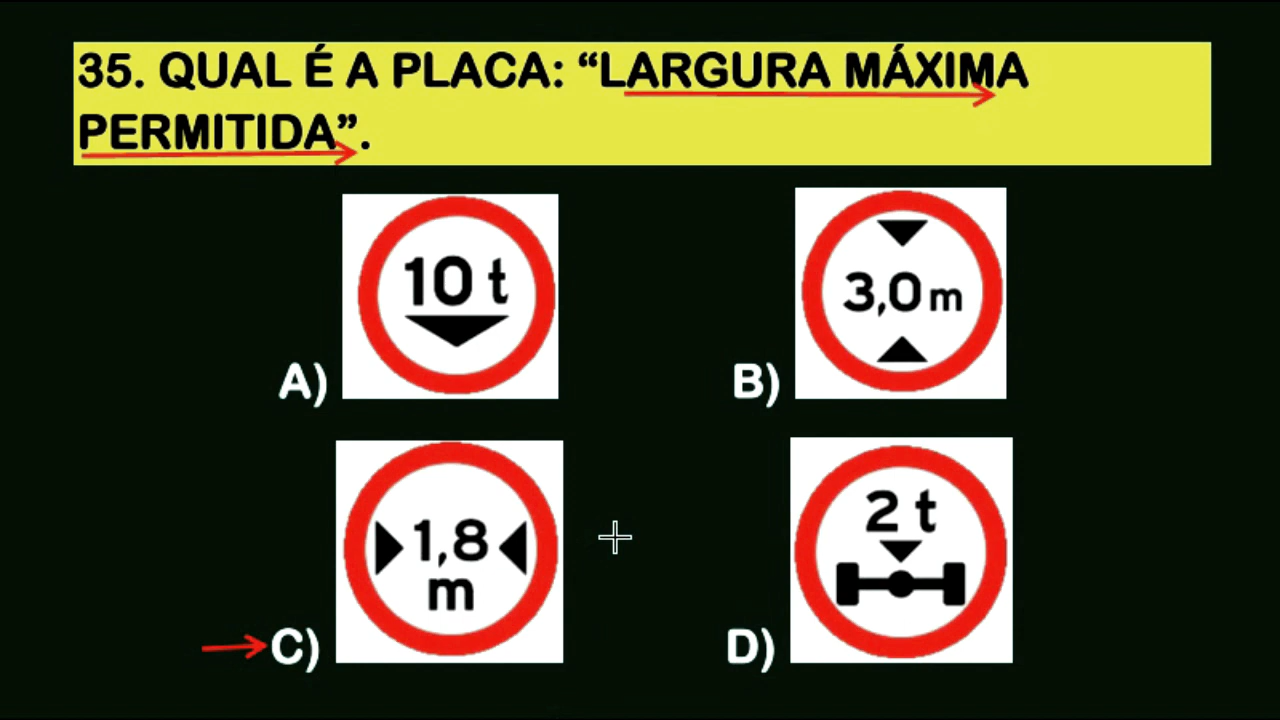 35. QUAL É A PLACA: “LARGURA MÁXIMA
PERMITIDA”.
10 t
A)
3,0 m
B)
1,8
m
C)
2 t
D)